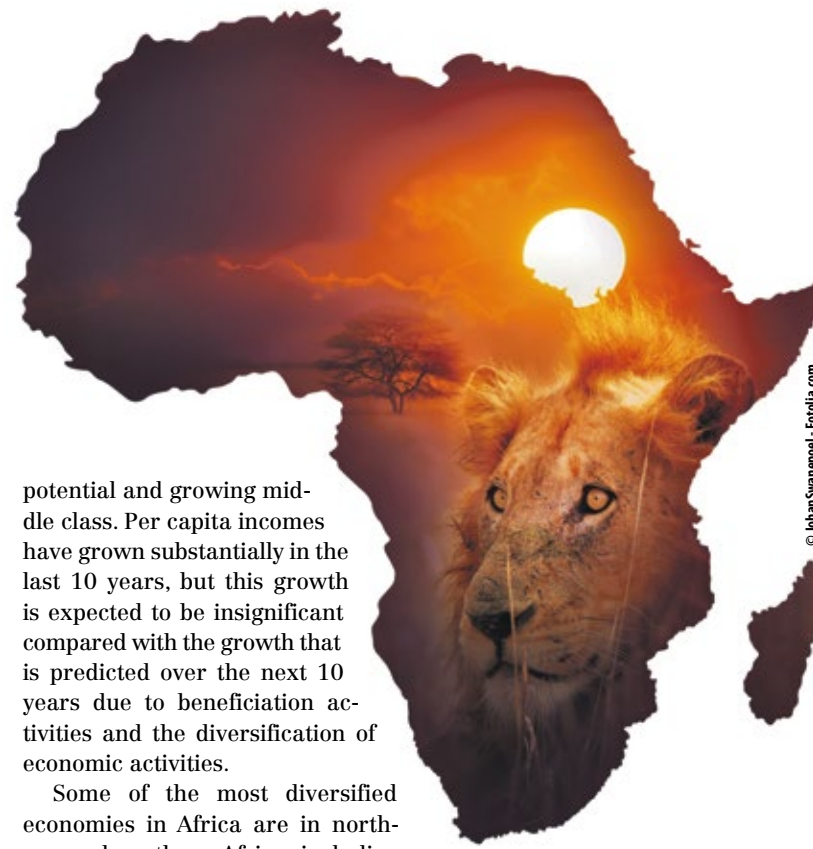 potential and growing mid-
dle class. Per capita incomes
have grown substantially in the
last 10 years, but this growth
is expected to be insignificant
compared with the growth that
is predicted over the next 10
years due to beneficiation ac-
tivities and the diversification of
economic activities.
Some of the most diversified
economies in Africa are in north-
© JohanSwanepoel - Fotolia.com